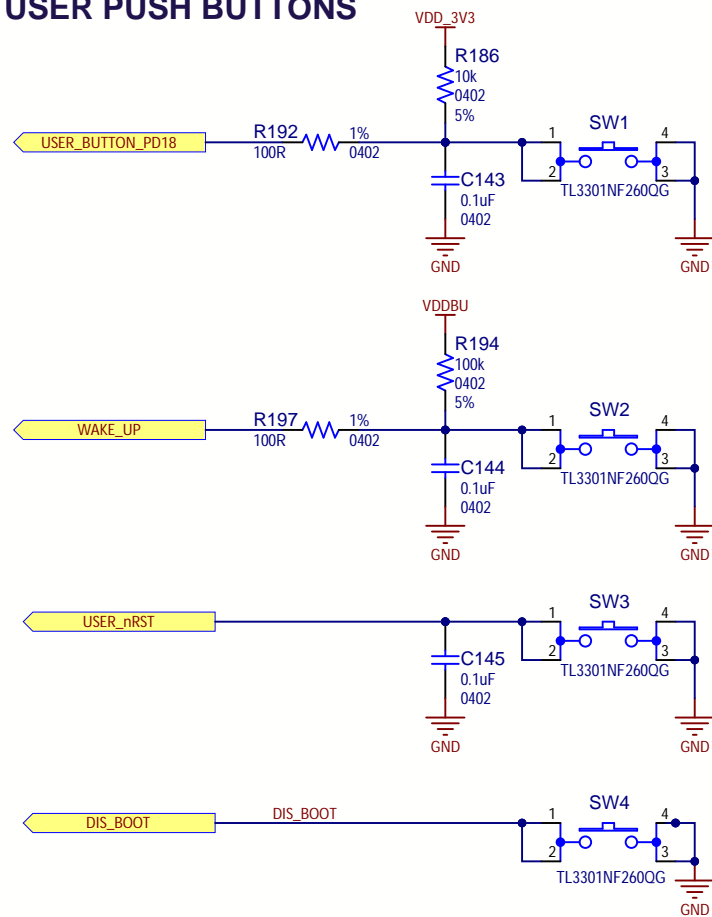 USER PUSH BUTTONS
VDD_3V3
R186
10k
0402
5%
USER_BUTTON_PD18
R192
100R
1%
0402
C143
0.1uF
0402
GND
SW1
1
2
4
3
TL3301NF260QG
GND
VDDBU
R194
100k
0402
5%
WAKE_UP
R197
100R
1%
0402
C144
0.1uF
0402
GND
SW2
1
2
4
3
TL3301NF260QG
GND
USER_nRST
C145
0.1uF
0402
GND
SW3
1
2
4
3
TL3301NF260QG
GND
DIS_BOOT
DIS_BOOT
SW4
1
2
4
3
TL3301NF260QG
GND